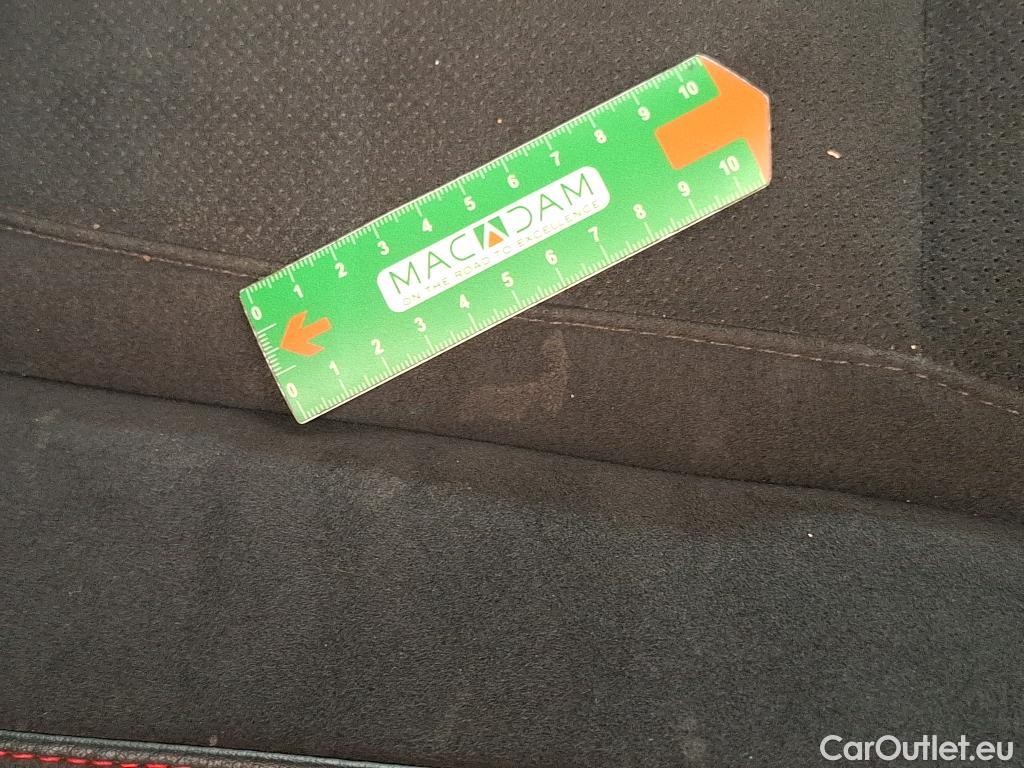 0 1 2 3 4 5 6 7 8 9 10
MACADAM
ON THE ROAD TO EXCELLENCE
0 1 2 3 4 5 6 7 8 9 10
CarOutlet.eu